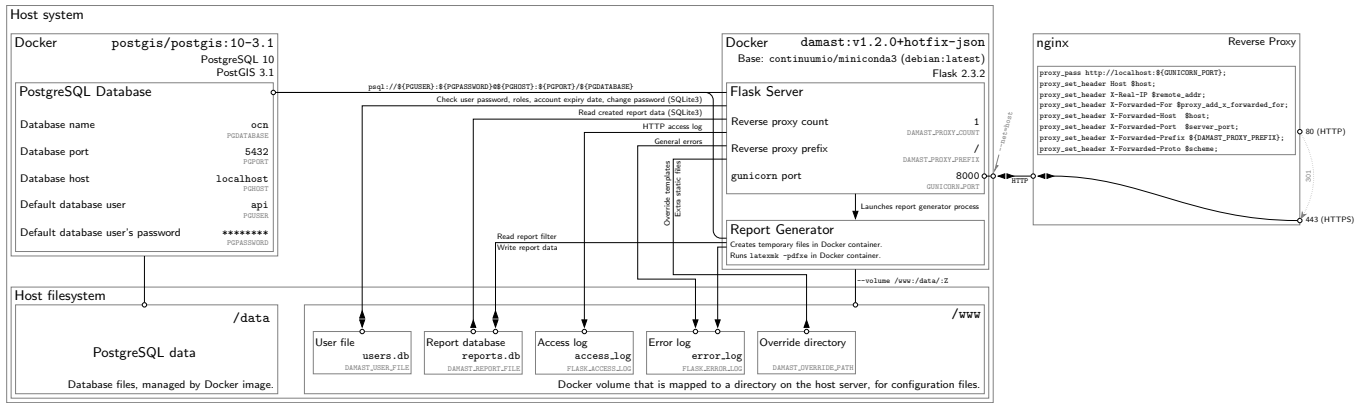 Host system
Docker postgis/postgis:10-3.1
PostgreSQL 10
PostGIS 3.1
PostgreSQL Database
Database name ocn
PGDATABASE
Database port 5432
PGPORT
Database host localhost
PGHOST
Default database user api
PGUSER
Default database user's password ********
PGPASSWORD
psql://${PGUSER}:${PGPASSWORD}@${PGHOST}:${PGPORT}/${PGDATABASE}
Check user password, roles, account expiry date, change password (SQLite3)
Read created report data (SQLite3)
HTTP access log
General errors
Override templates
Extra static files
Read report filter
Write report data
Docker damast:v1.2.0+hotfix-json
Base: continuumio/miniconda3 (debian:latest)
Flask 2.3.2
Flask Server
Reverse proxy count 1
DAMAST_PROXY_COUNT
Reverse proxy prefix /
DAMAST_PROXY_PREFIX
gunicorn port 8000
GUNICORN_PORT
Launches report generator process
Report Generator
Creates temporary files in Docker container.
Runs latexmk -pdfxe in Docker container.
--volume /www:/data/:Z
--net=host
HTTP
nginx Reverse Proxy
proxy_pass http://localhost:${GUNICORN_PORT};
proxy_set_header Host $host;
proxy_set_header X-Real-IP $remote_addr;
proxy_set_header X-Forwarded-For $proxy_add_x_forwarded_for;
proxy_set_header X-Forwarded-Host $host;
proxy_set_header X-Forwarded-Port $server_port;
proxy_set_header X-Forwarded-Prefix ${DAMAST_PROXY_PREFIX};
proxy_set_header X-Forwarded-Proto $scheme;
80 (HTTP)
301
443 (HTTPS)
Host filesystem
/data
PostgreSQL data
Database files, managed by Docker image.
/www
User file
users.db
DAMAST_USER_FILE
Report database
reports.db
DAMAST_REPORT_FILE
Access log
access_log
FLASK_ACCESS_LOG
Error log
error_log
FLASK_ERROR_LOG
Override directory
DAMAST_OVERRIDE_PATH
Docker volume that is mapped to a directory on the host server, for configuration files.